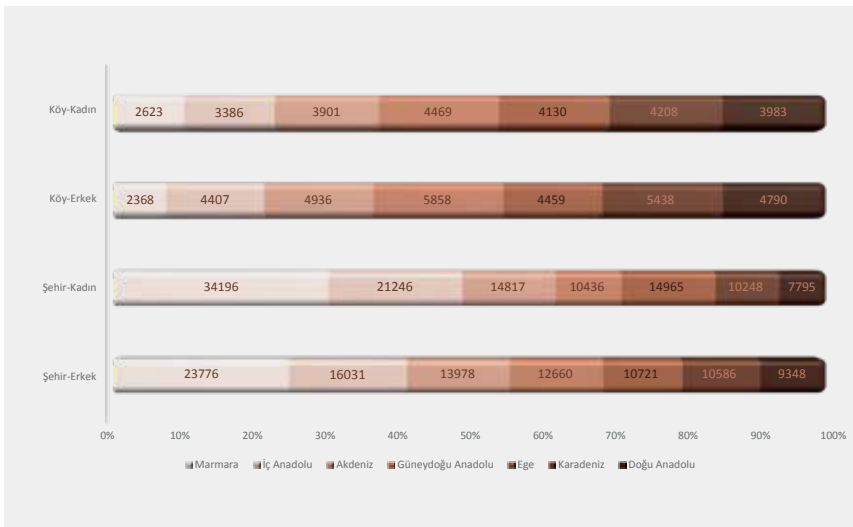 Köy-Kadın 2623 3386 3901 4469 4130 4208 3983
Köy-Erkek 2368 4407 4936 5858 4459 5438 4790
Şehir-Kadın 34196 21246 14817 10436 14965 10248 7795
Şehir-Erkek 23776 16031 13978 12660 10721 10586 9348
0% 10% 20% 30% 40% 50% 60% 70% 80% 90% 100%
Marmara İç Anadolu Akdeniz Güneydoğu Anadolu Ege Karadeniz Doğu Anadolu